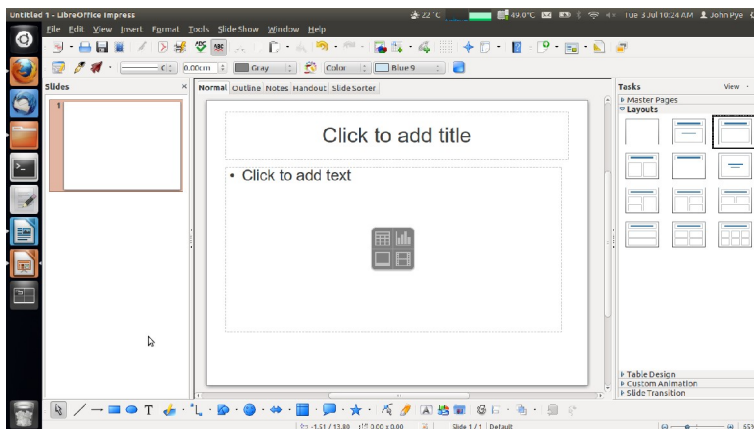 Untitled 1 - LibreOffice Impress
22 °C 49.0°C Tue 3 Jul 10:24 AM John Pye
File Edit View Insert Format Tools Slide Show Window Help
0.00cm Gray Color Blue 9
Slides
Normal Outline Notes Handout Slide Sorter
Tasks View
Master Pages
Layouts
1
Click to add title
• Click to add text
Table Design
Custom Animation
Slide Transition
T
-1.51 / 13.80 0.00 x 0.00 Slide 1 / 1 Default